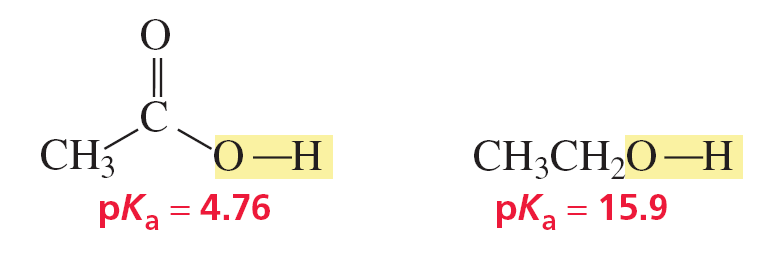 O
C
CH₃ O—H CH₃CH₂O—H
pKₐ = 4.76 pKₐ = 15.9